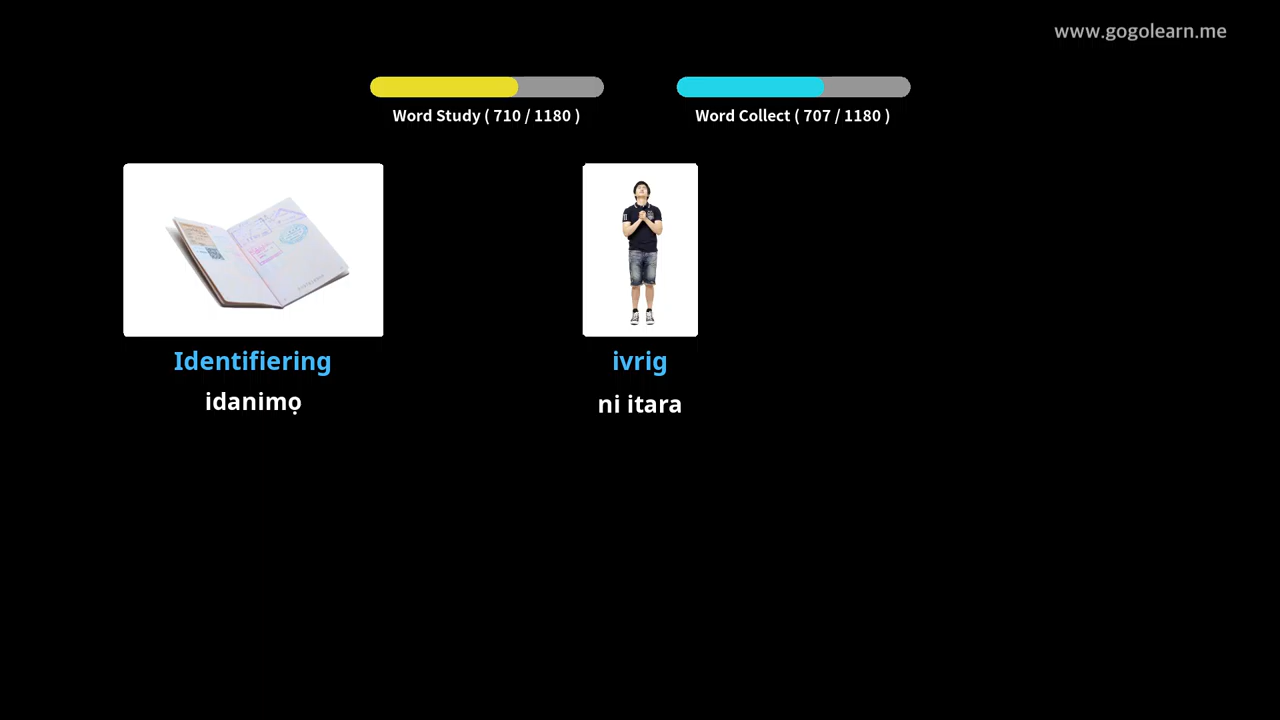 www.gogolearn.me
Word Study ( 710 / 1180 )
Word Collect ( 707 / 1180 )
Identifiering
idanimọ
ivrig
ni itara